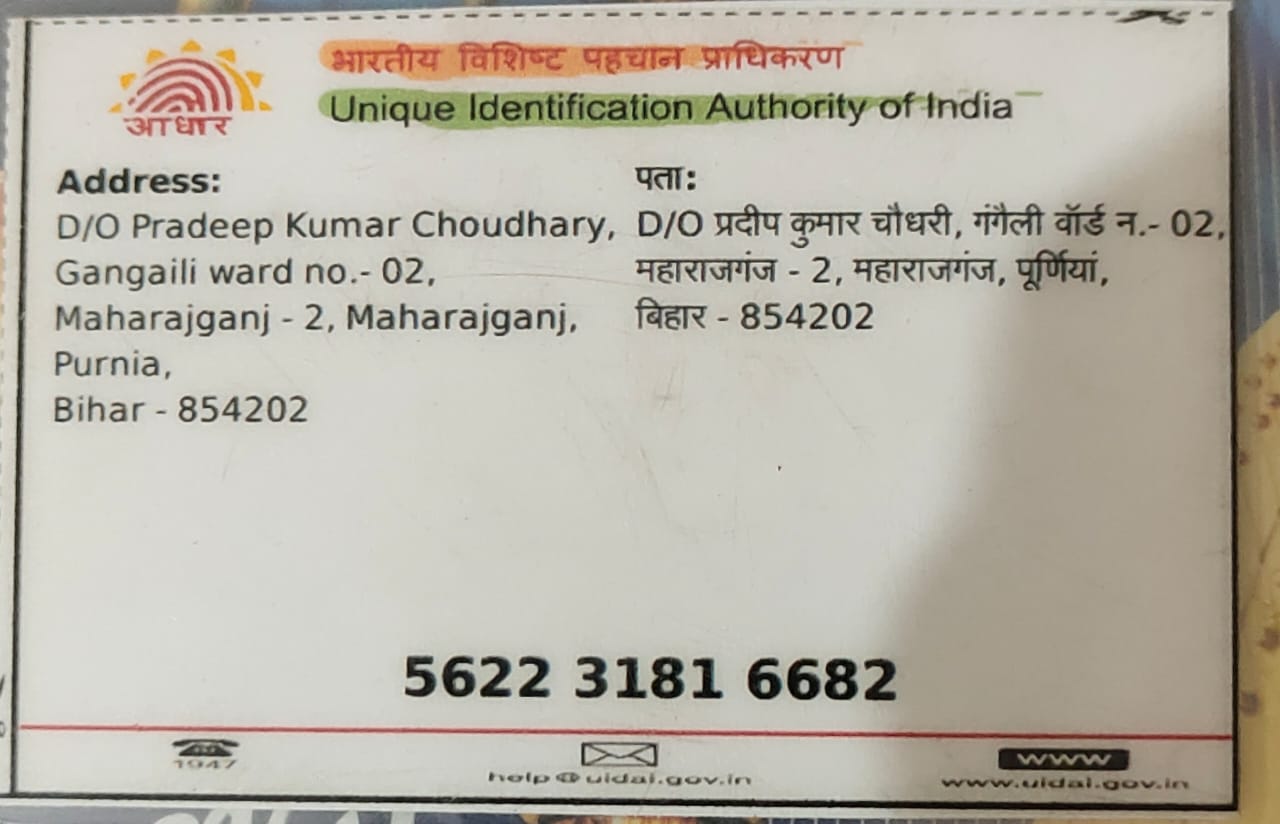 भारतीय विशिष्ट पहचान प्राधिकरण
Unique Identification Authority of India
आधार
Address:
D/O Pradeep Kumar Choudhary,
Gangaili ward no.- 02,
Maharajganj - 2, Maharajganj,
Purnia,
Bihar - 854202
पता:
D/O प्रदीप कुमार चौधरी, गंगैली वॉर्ड न.- 02,
महाराजगंज - 2, महाराजगंज, पूर्णियां,
बिहार - 854202
5622 3181 6682
1947
help@uidai.gov.in
www
www.uidai.gov.in